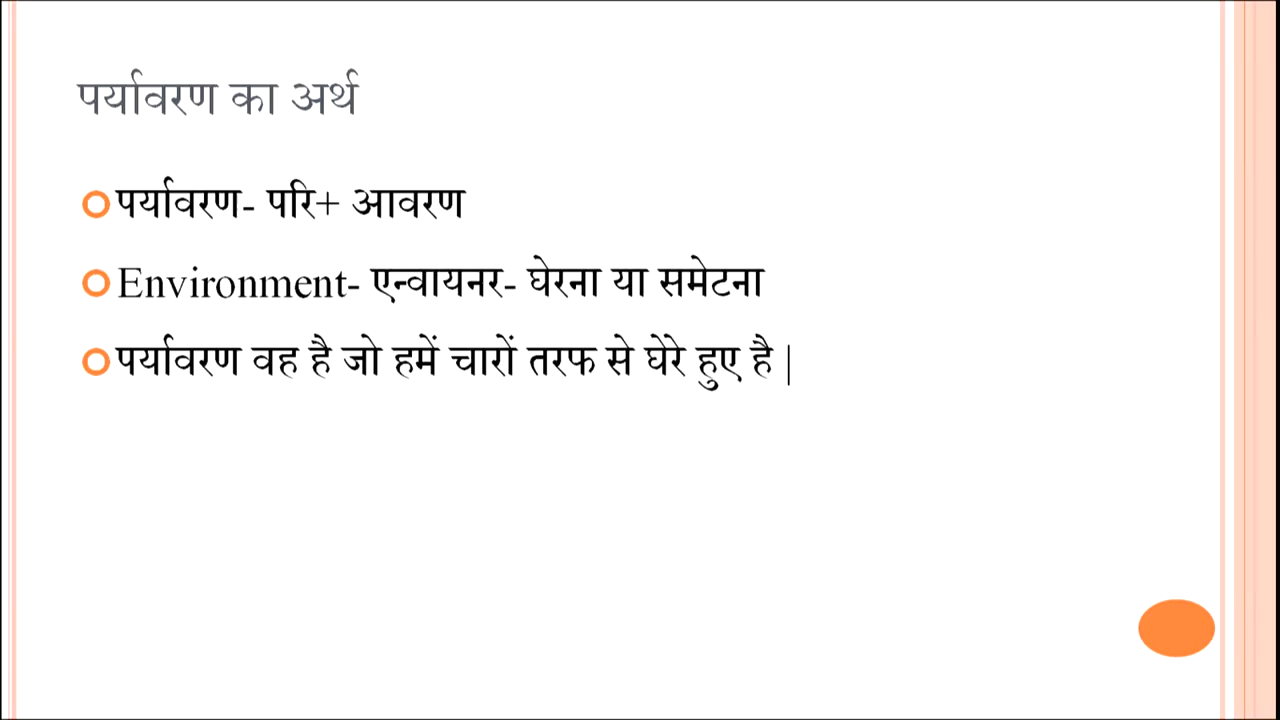 पर्यावरण का अर्थ
पर्यावरण- परि+ आवरण
Environment- एन्वायनर- घेरना या समेटना
पर्यावरण वह है जो हमें चारों तरफ से घेरे हुए है |